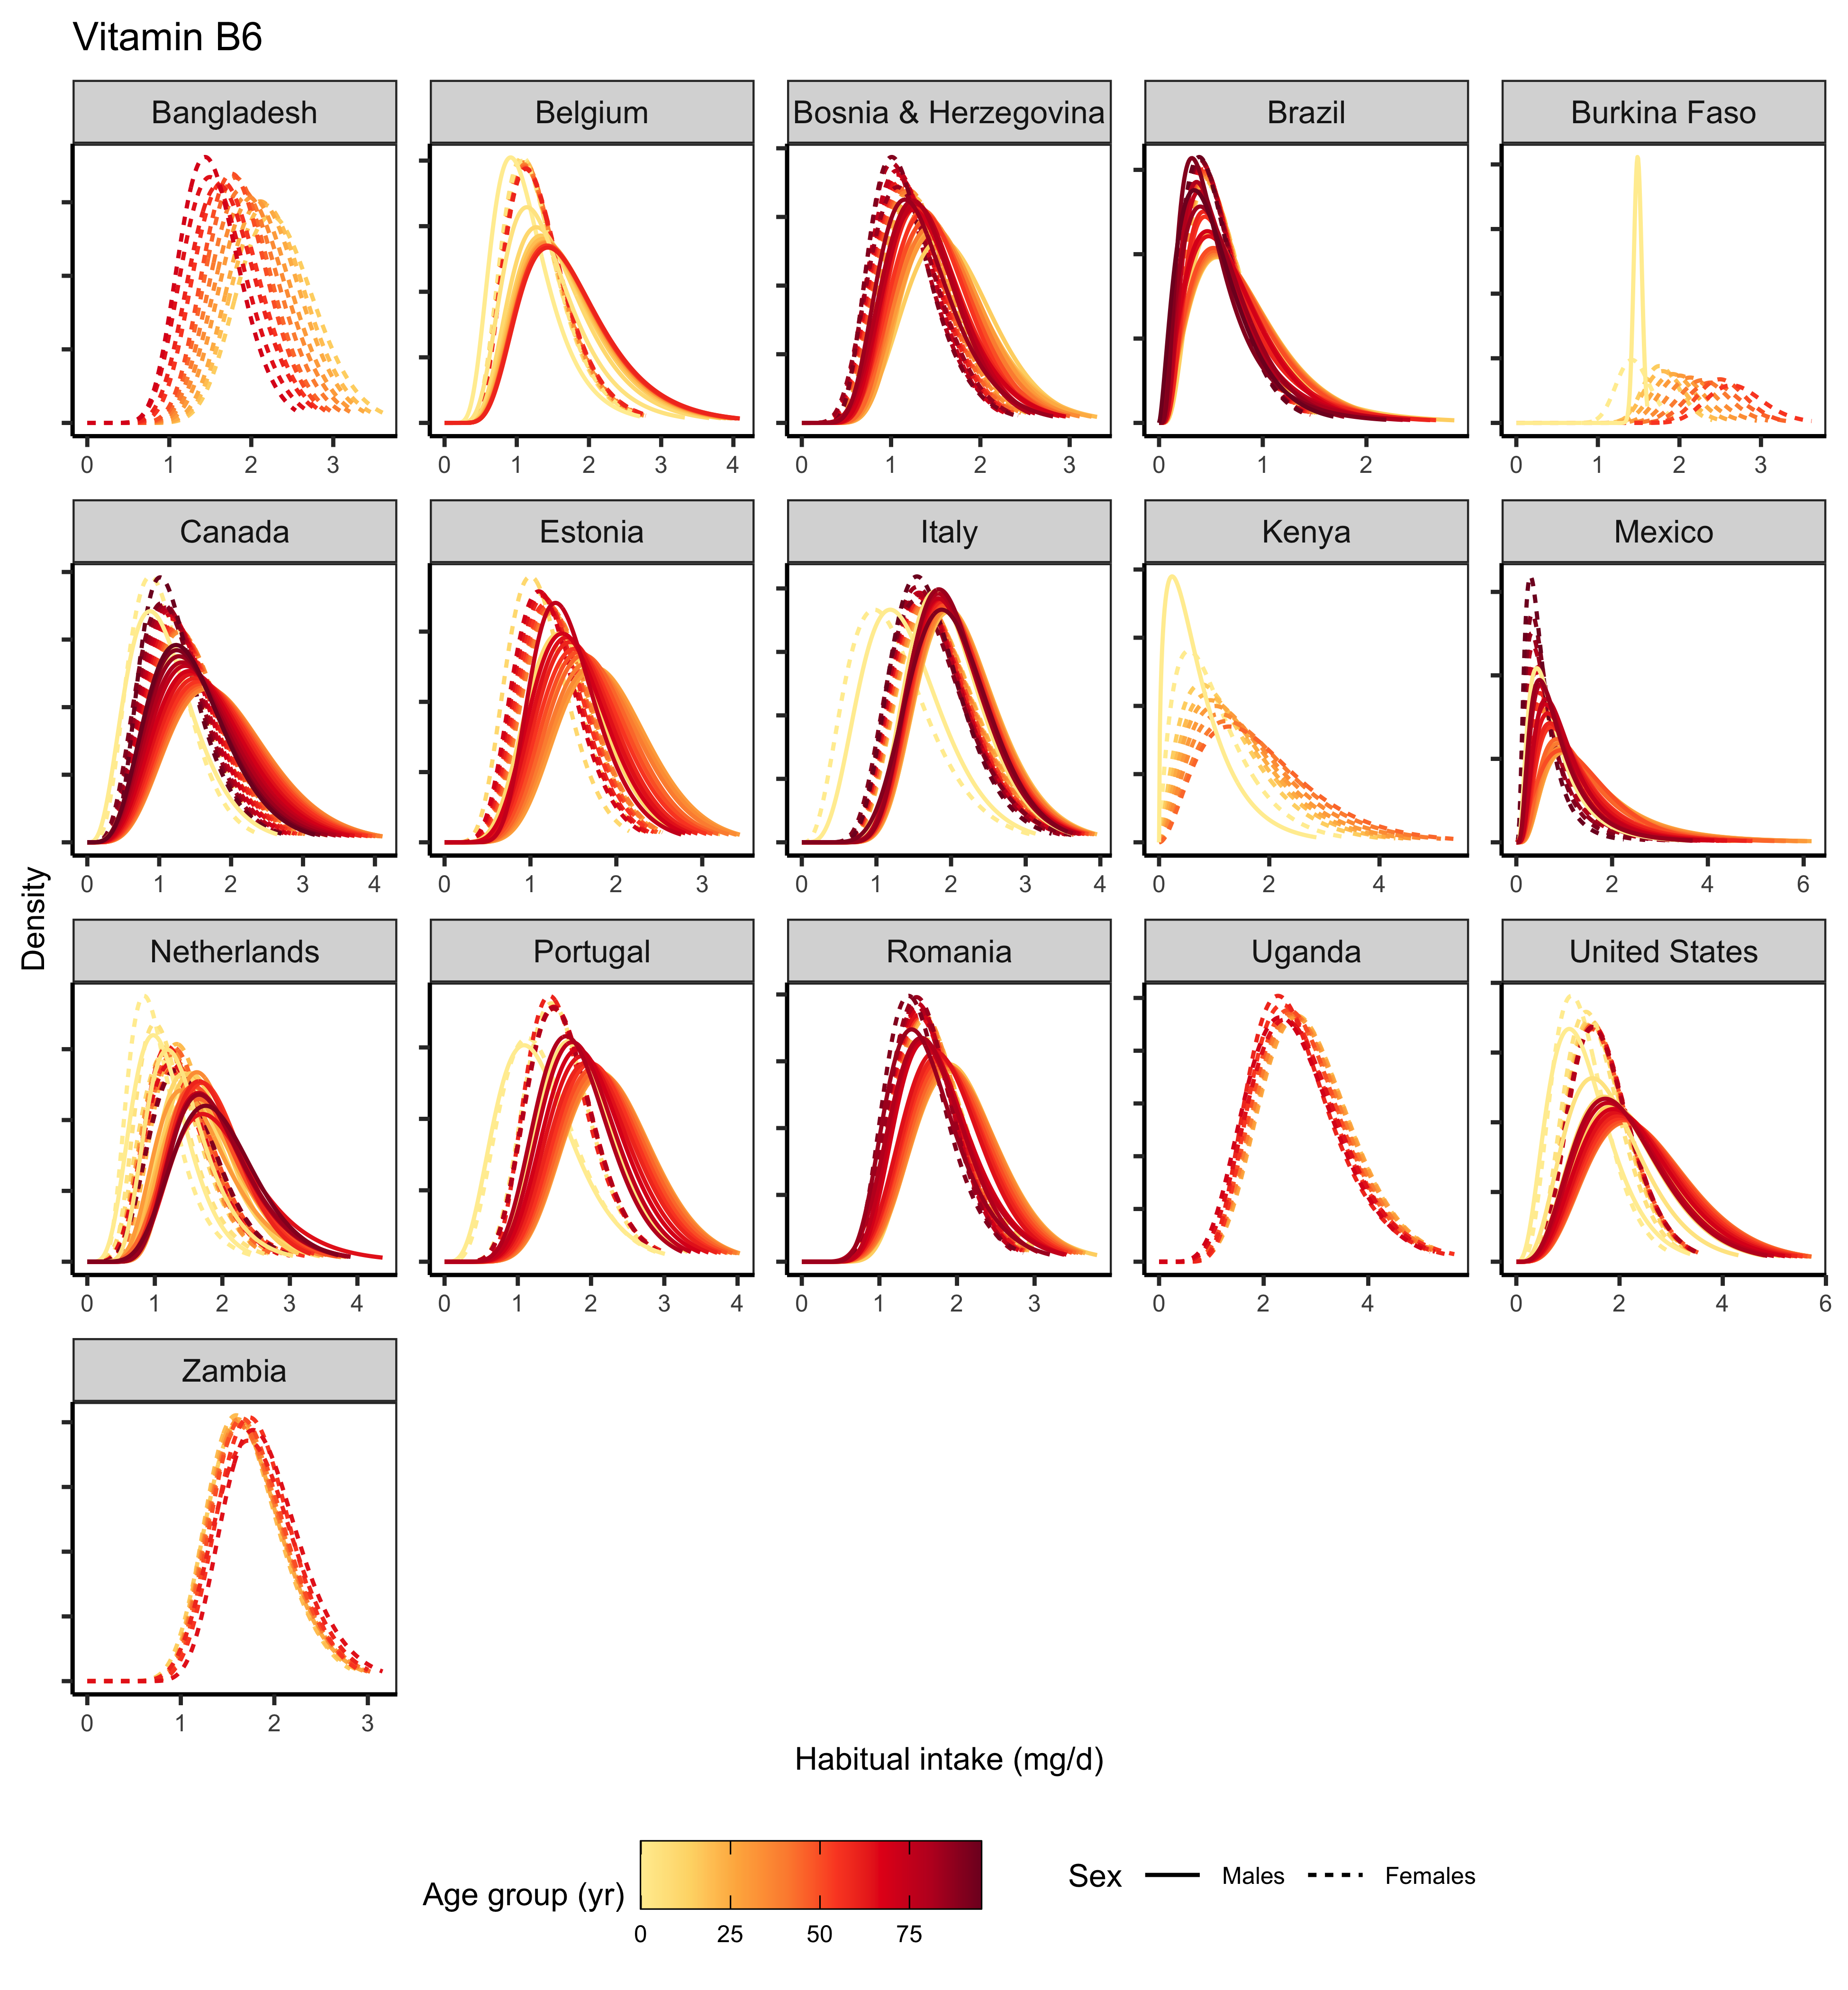 Vitamin B6
Bangladesh
Belgium
Bosnia & Herzegovina
Brazil
Burkina Faso
0 1 2 3
0 1 2 3 4
0 1 2 3
0 1 2
0 1 2 3
Canada
Estonia
Italy
Kenya
Mexico
0 1 2 3 4
0 1 2 3
0 1 2 3 4
0 2 4
0 2 4 6
Density
Netherlands
Portugal
Romania
Uganda
United States
0 1 2 3 4
0 1 2 3 4
0 1 2 3
0 2 4
0 2 4 6
Zambia
0 1 2 3
Habitual intake (mg/d)
Age group (yr)
0 25 50 75
Sex
Males
Females